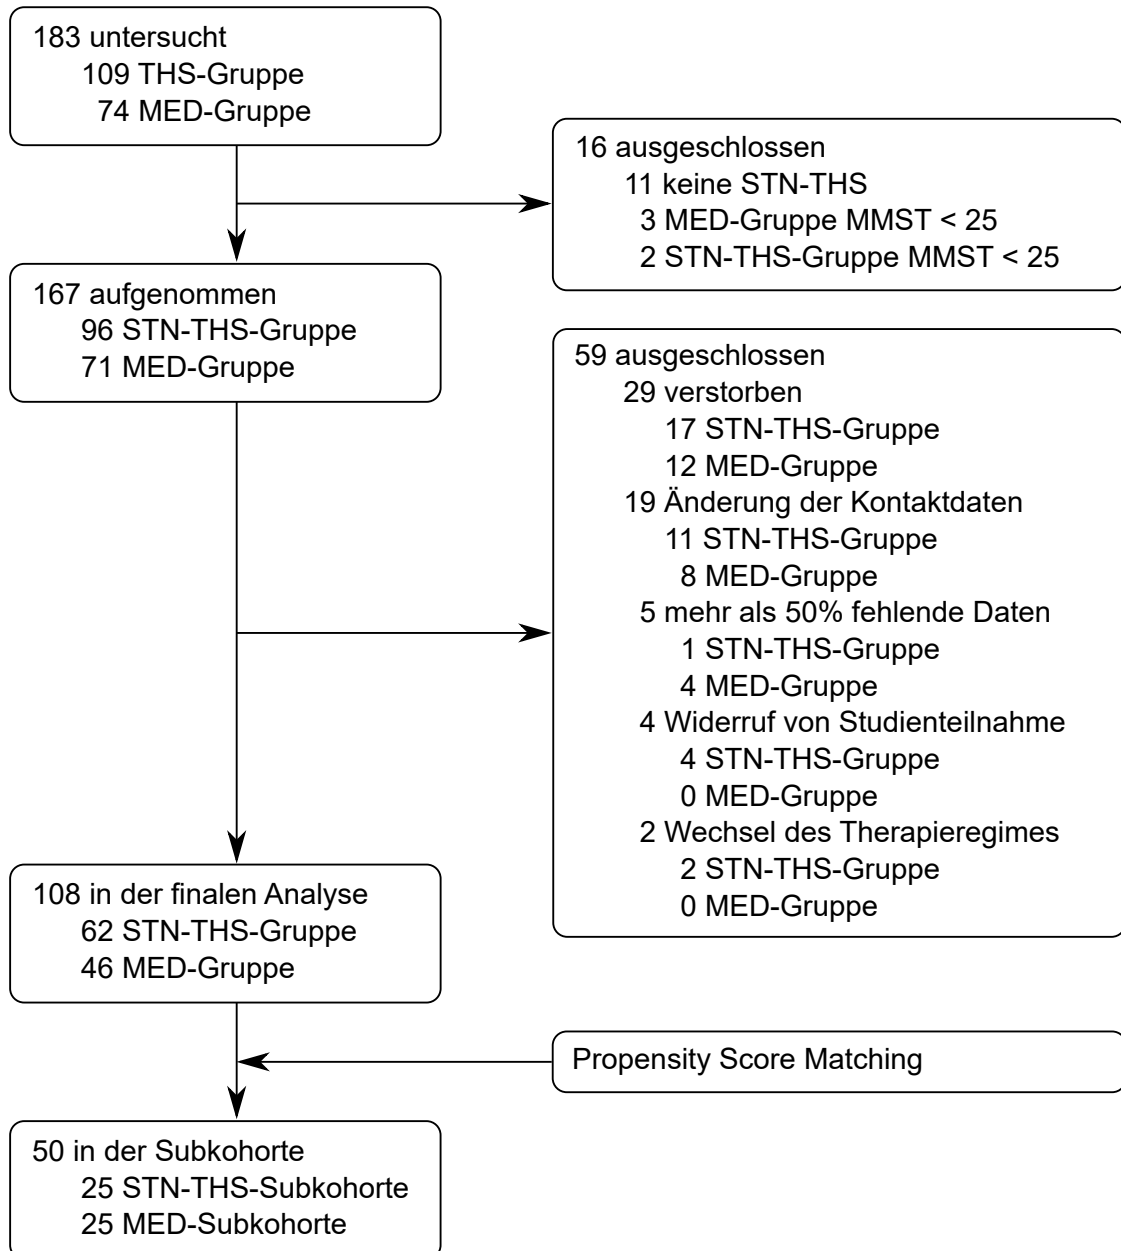 183 untersucht
109 THS-Gruppe
74 MED-Gruppe
16 ausgeschlossen
11 keine STN-THS
3 MED-Gruppe MMST < 25
2 STN-THS-Gruppe MMST < 25
167 aufgenommen
96 STN-THS-Gruppe
71 MED-Gruppe
59 ausgeschlossen
29 verstorben
17 STN-THS-Gruppe
12 MED-Gruppe
19 Änderung der Kontaktdaten
11 STN-THS-Gruppe
8 MED-Gruppe
5 mehr als 50% fehlende Daten
1 STN-THS-Gruppe
4 MED-Gruppe
4 Widerruf von Studienteilnahme
4 STN-THS-Gruppe
0 MED-Gruppe
2 Wechsel des Therapieregimes
2 STN-THS-Gruppe
0 MED-Gruppe
108 in der finalen Analyse
62 STN-THS-Gruppe
46 MED-Gruppe
Propensity Score Matching
50 in der Subkohorte
25 STN-THS-Subkohorte
25 MED-Subkohorte